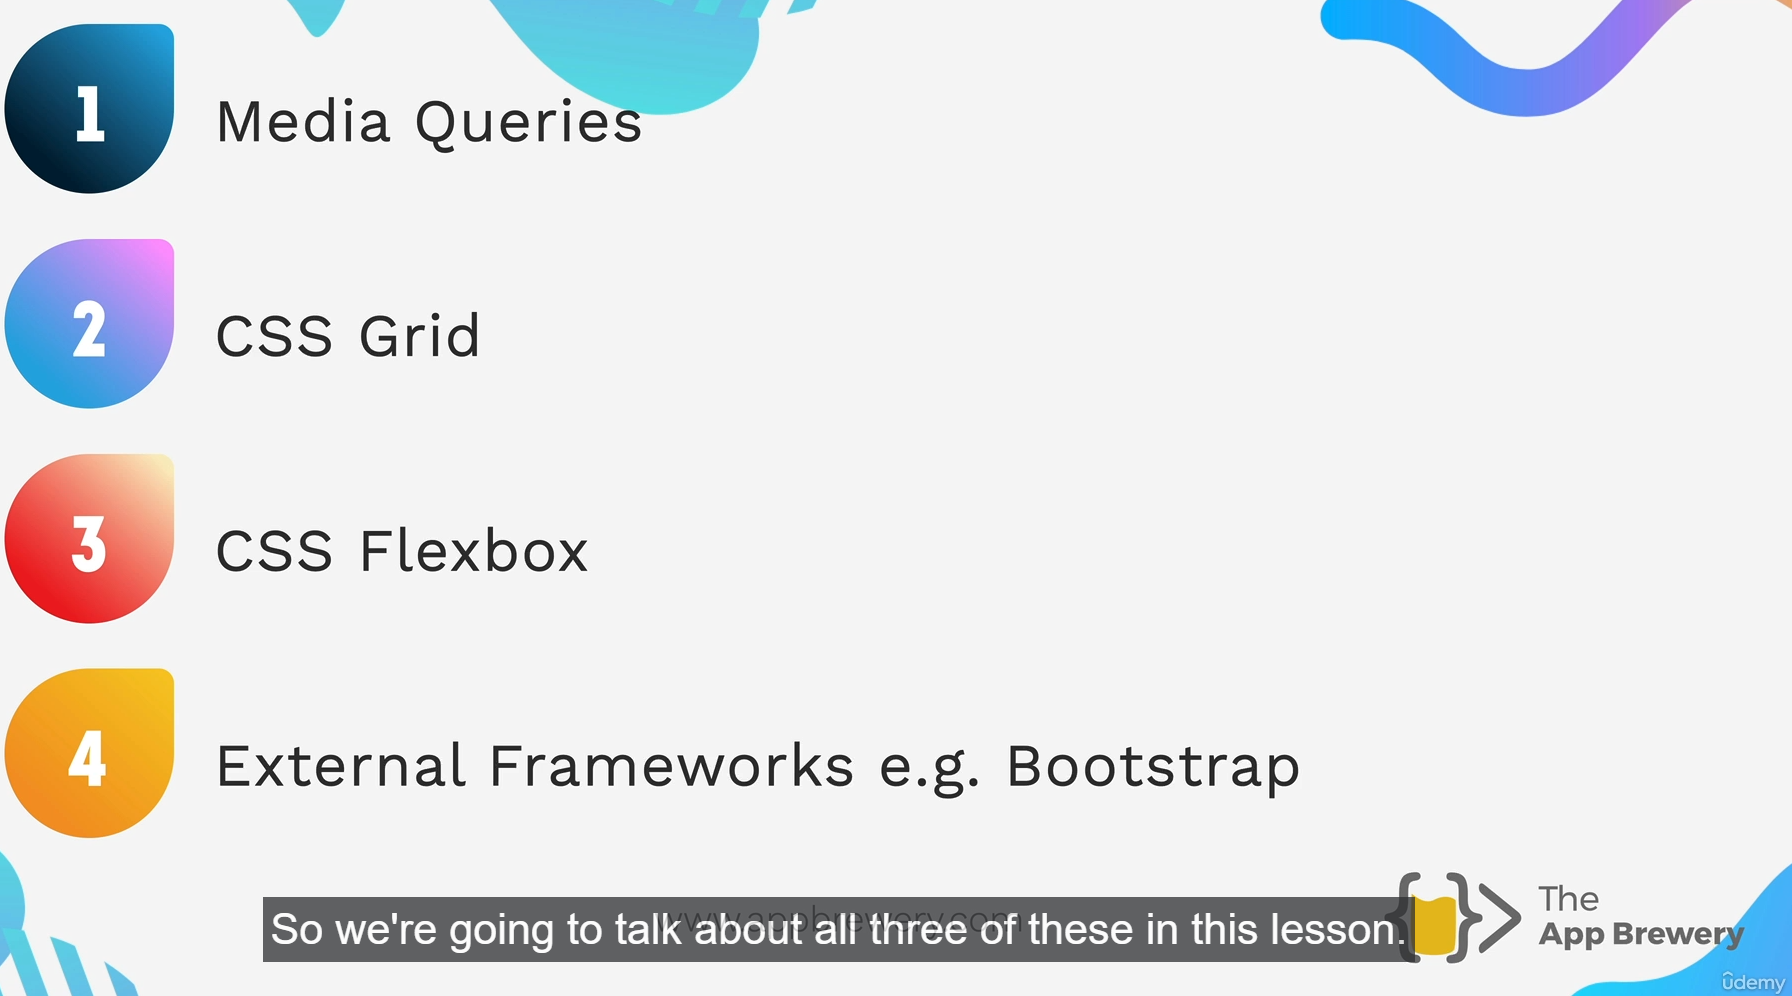 1
Media Queries
2
CSS Grid
3
CSS Flexbox
4
External Frameworks e.g. Bootstrap
www.appbrewery.com
So we're going to talk about all three of these in this lesson.
The
App Brewery
ûdemy